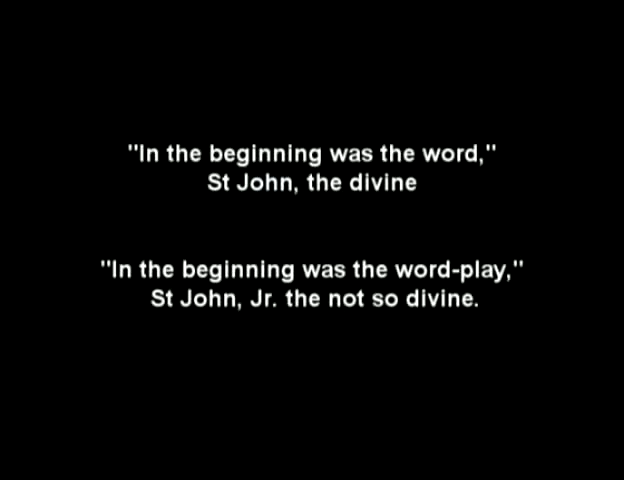 "In the beginning was the word,"
St John, the divine
"In the beginning was the word-play,"
St John, Jr. the not so divine.